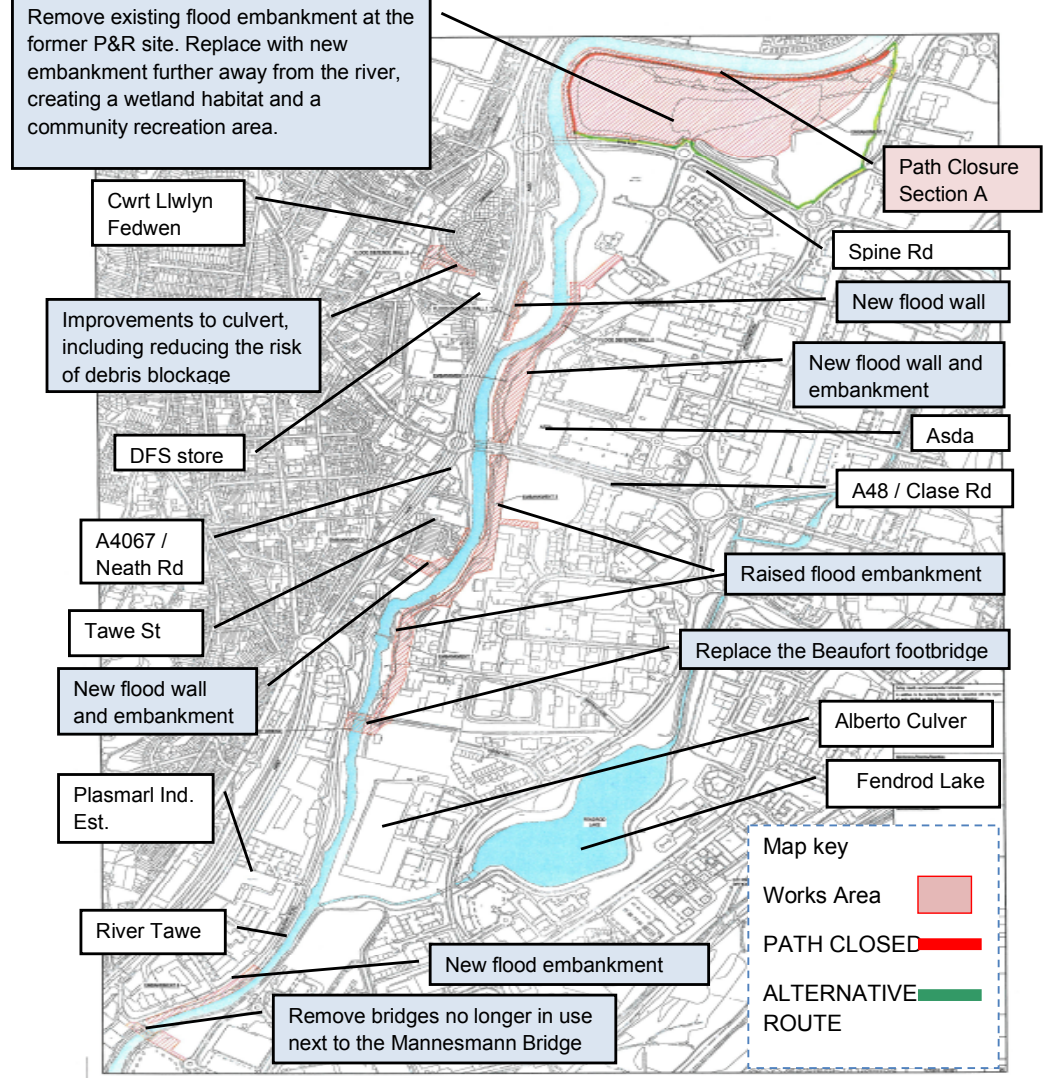 Remove existing flood embankment at the
former P&R site. Replace with new
embankment further away from the river,
creating a wetland habitat and a
community recreation area.
Path Closure
Section A
Cwrt Llwlyn
Fedwen
Spine Rd
New flood wall
Improvements to culvert,
including reducing the risk
of debris blockage
New flood wall and
embankment
Asda
DFS store
A48 / Clase Rd
A4067 /
Neath Rd
Raised flood embankment
Tawe St
Replace the Beaufort footbridge
New flood wall
and embankment
Alberto Culver
Fendrod Lake
Plasmarl Ind.
Est.
FENDROD
LAKE
Map key
Works Area
PATH CLOSED
ALTERNATIVE
ROUTE
River Tawe
New flood embankment
Remove bridges no longer in use
next to the Mannesmann Bridge